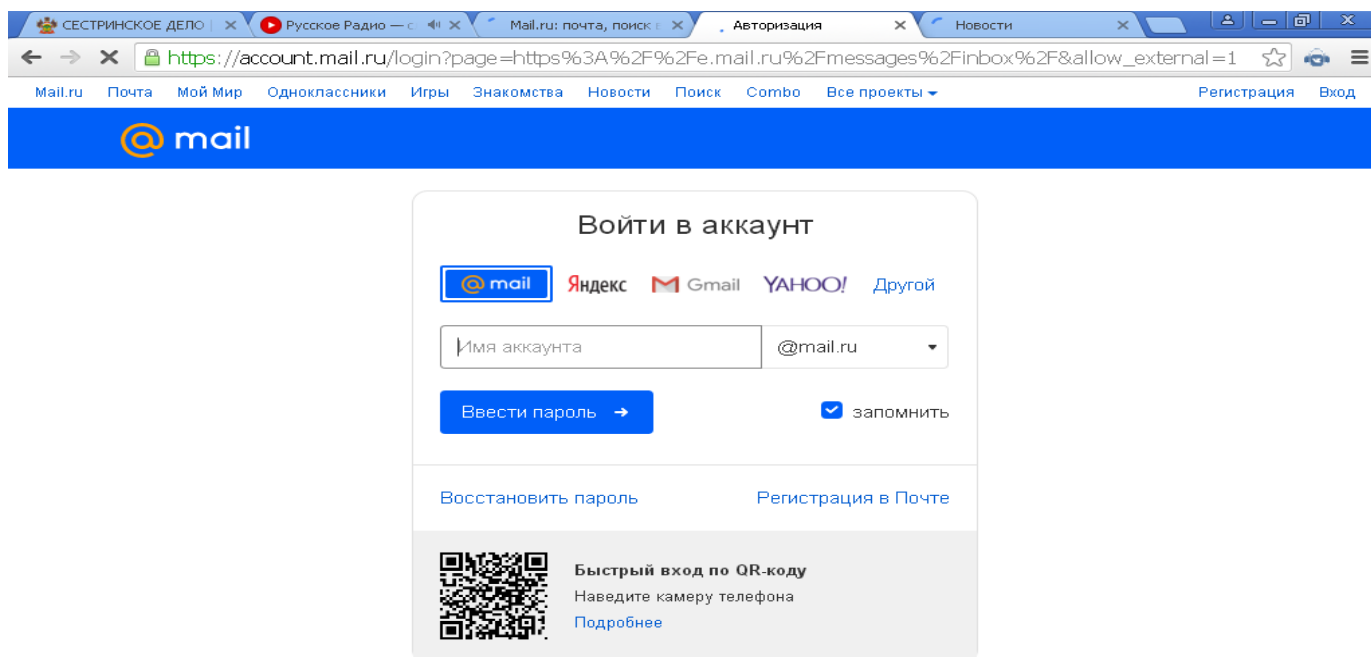 СЕСТРИНСКОЕ ДЕЛО |
Русское Радио — с
Mail.ru: почта, поиск в
Авторизация
Новости
https://account.mail.ru/login?page=https%3A%2F%2Fe.mail.ru%2Fmessages%2Finbox%2F&allow_external=1
Mail.ru Почта Мой Мир Одноклассники Игры Знакомства Новости Поиск Combo Все проекты Регистрация Вход
@ mail
Войти в аккаунт
@ mail Яндекс Gmail YAHOO! Другой
Имя аккаунта @mail.ru
Ввести пароль → запомнить
Восстановить пароль Регистрация в Почте
Быстрый вход по QR-коду
Наведите камеру телефона
Подробнее